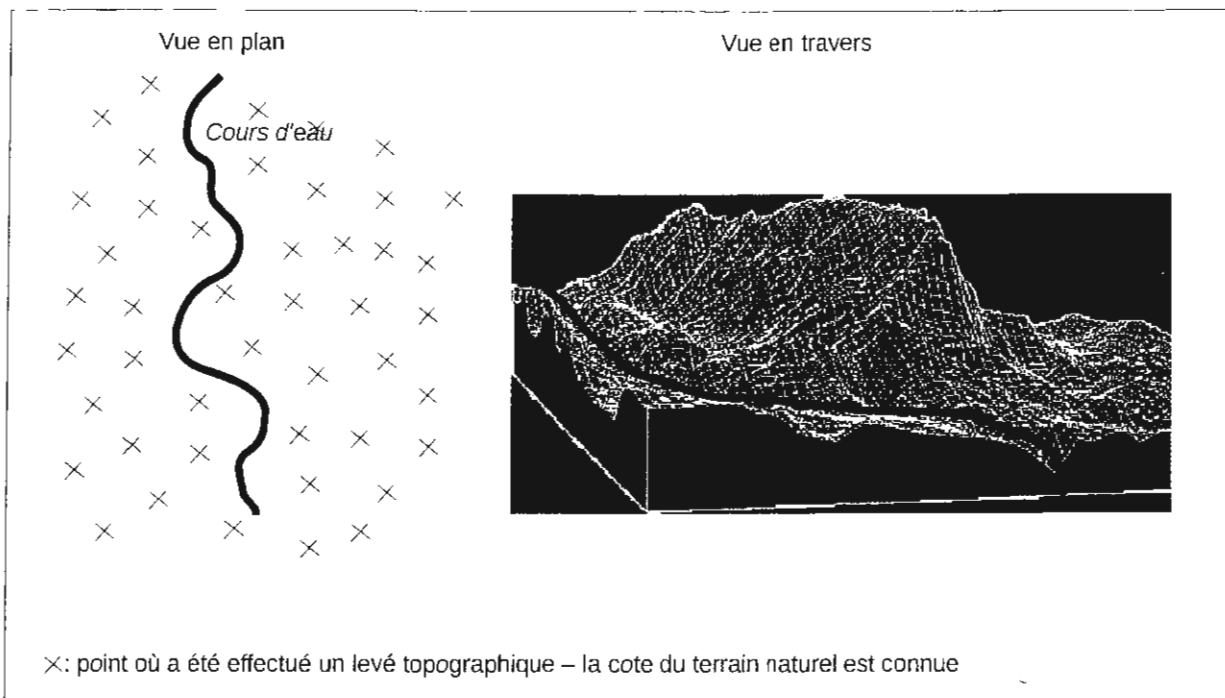 Vue en plan
Vue en travers
Cours d'eau
×: point où a été effectué un levé topographique – la cote du terrain naturel est connue